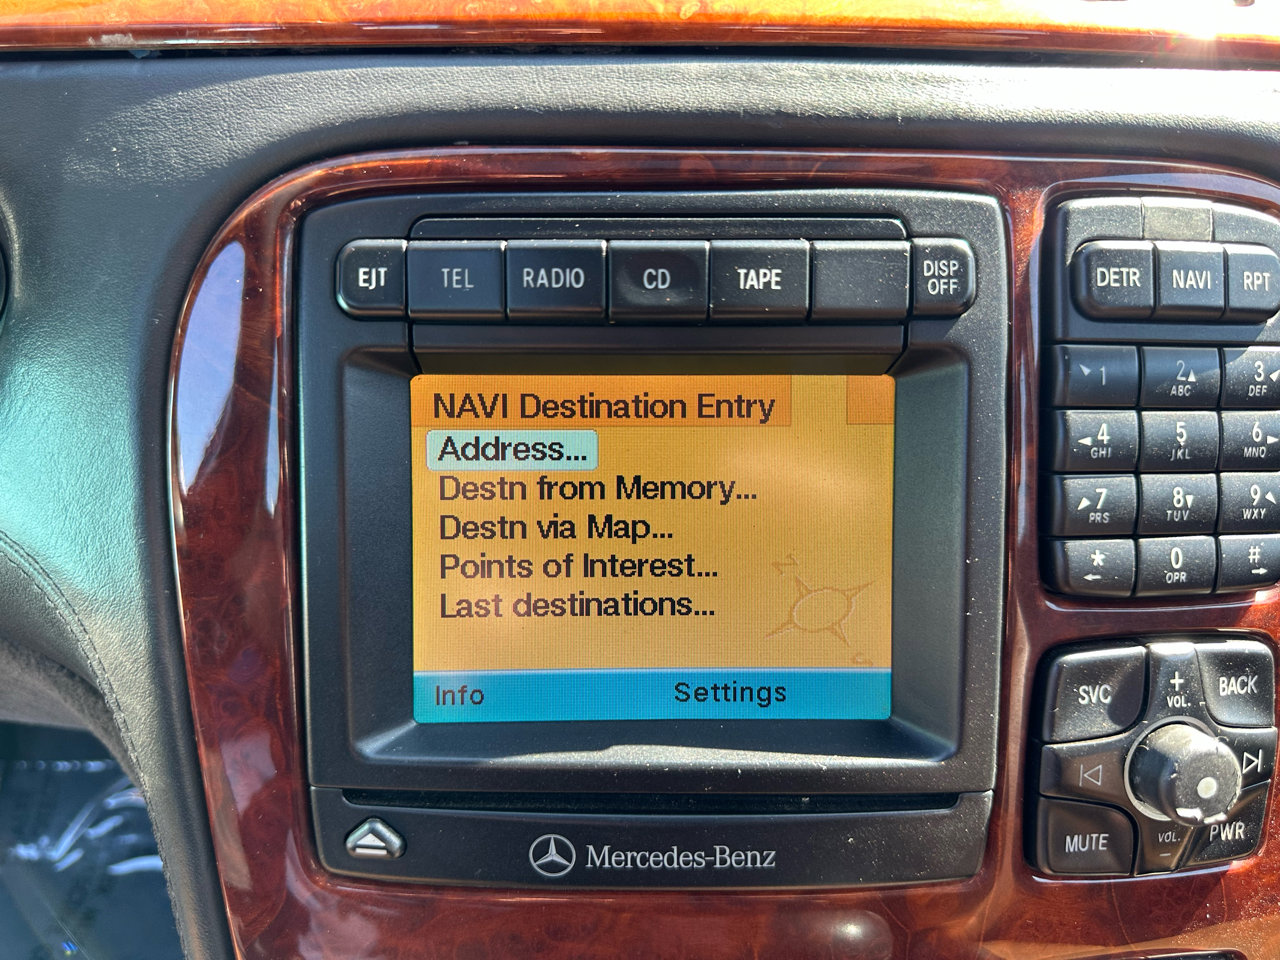 EJT TEL RADIO CD TAPE DISP OFF
DETR NAVI RPT
NAVI Destination Entry
Address...
Destn from Memory...
Destn via Map...
Points of Interest...
Last destinations...
Info Settings
1 2 ABC 3 DEF
4 GHI 5 JKL 6 MNO
7 PRS 8 TUV 9 WXY
* 0 OPR #
SVC + VOL. BACK
MUTE VOL. – PWR
Mercedes-Benz